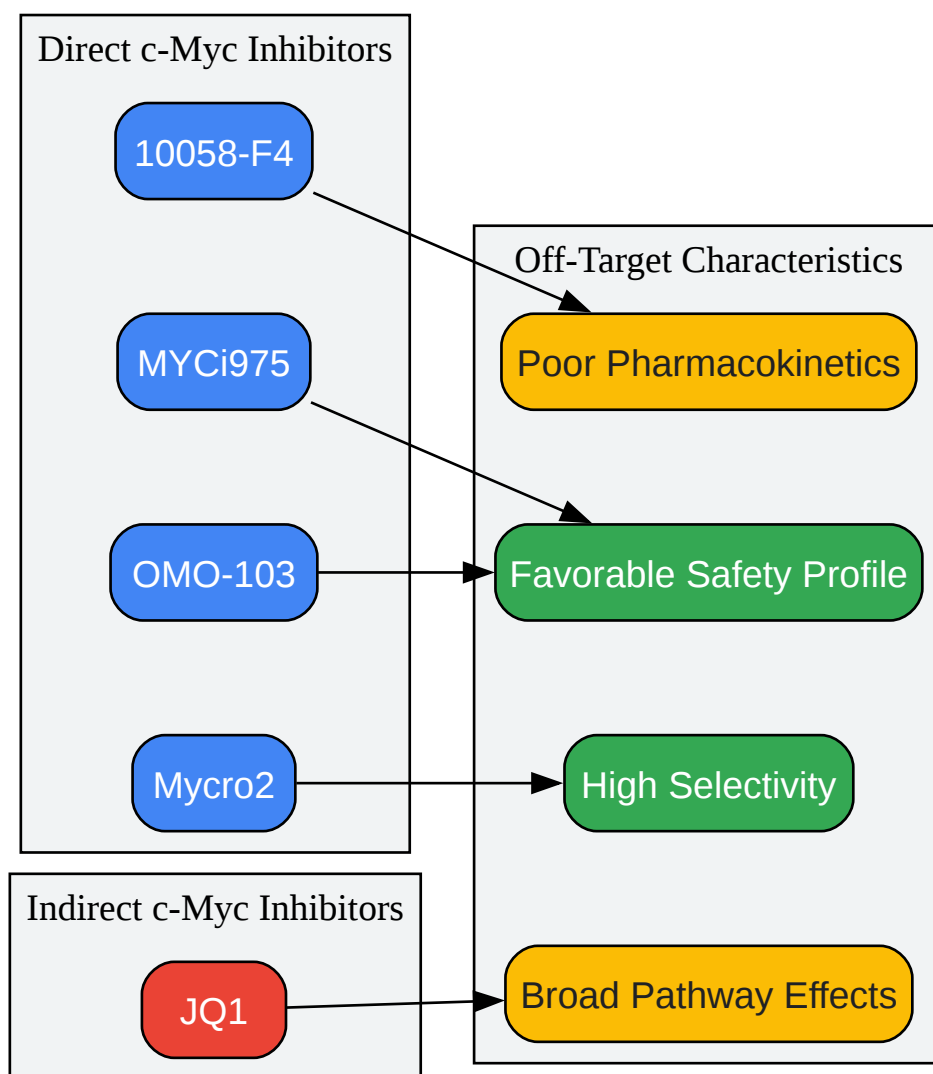 Direct c-Myc Inhibitors
10058-F4
MYCi975
OMO-103
Mycro2
Indirect c-Myc Inhibitors
JQ1
Off-Target Characteristics
Poor Pharmacokinetics
Favorable Safety Profile
High Selectivity
Broad Pathway Effects